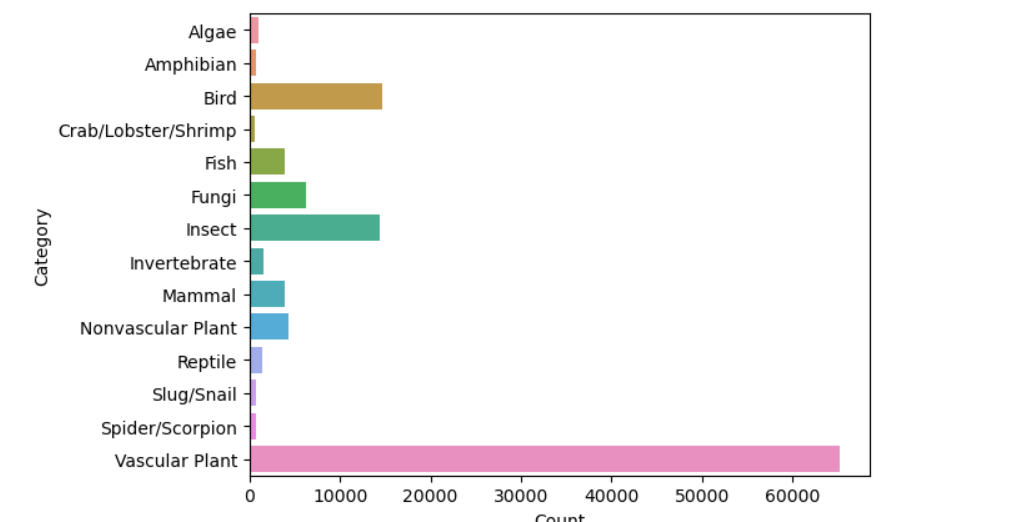 Algae
Amphibian
Bird
Crab/Lobster/Shrimp
Fish
Fungi
Insect
Invertebrate
Mammal
Nonvascular Plant
Reptile
Slug/Snail
Spider/Scorpion
Vascular Plant
Category
0 10000 20000 30000 40000 50000 60000
Count